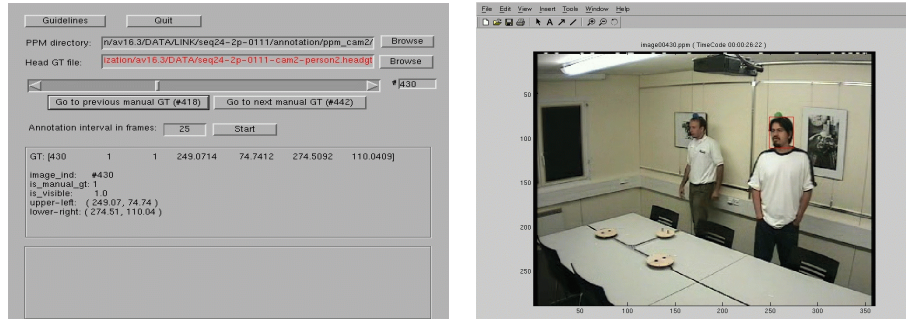 Guidelines Quit
PPM directory: n/av16.3/DATA/LINK/seq24-2p-0111/annotation/ppm_cam2/ Browse
Head GT file: ization/av16.3/DATA/seq24-2p-0111-cam2-person2.headgt Browse
# 430
Go to previous manual GT (#418) Go to next manual GT (#442)
Annotation interval in frames: 25 Start
GT: [430 1 1 249.0714 74.7412 274.5092 110.0409]
image_ind: #430
is_manual_gt: 1
is_visible: 1.0
upper-left: ( 249.07, 74.74 )
lower-right: ( 274.51, 110.04 )
File Edit View Insert Tools Window Help
image00430.ppm ( TimeCode 00:00:26:22 )
50
100
150
200
250
50 100 150 200 250 300 350